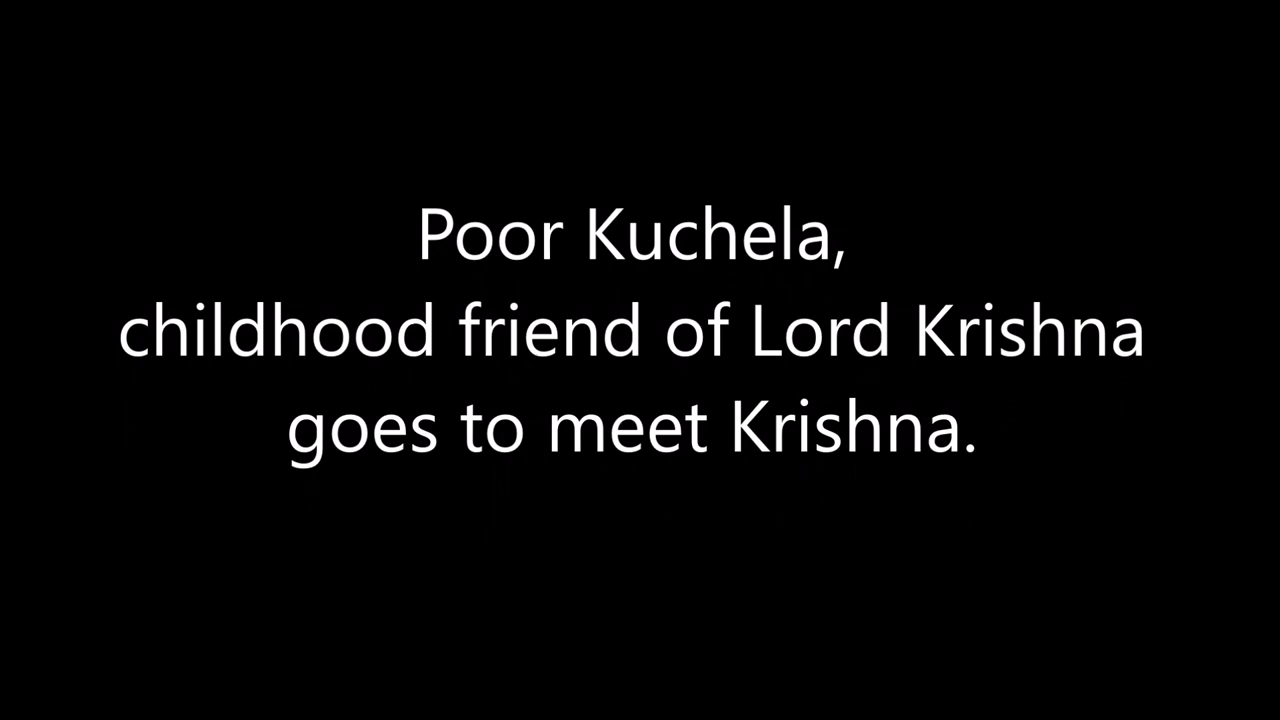 Poor Kuchela,
childhood friend of Lord Krishna
goes to meet Krishna.